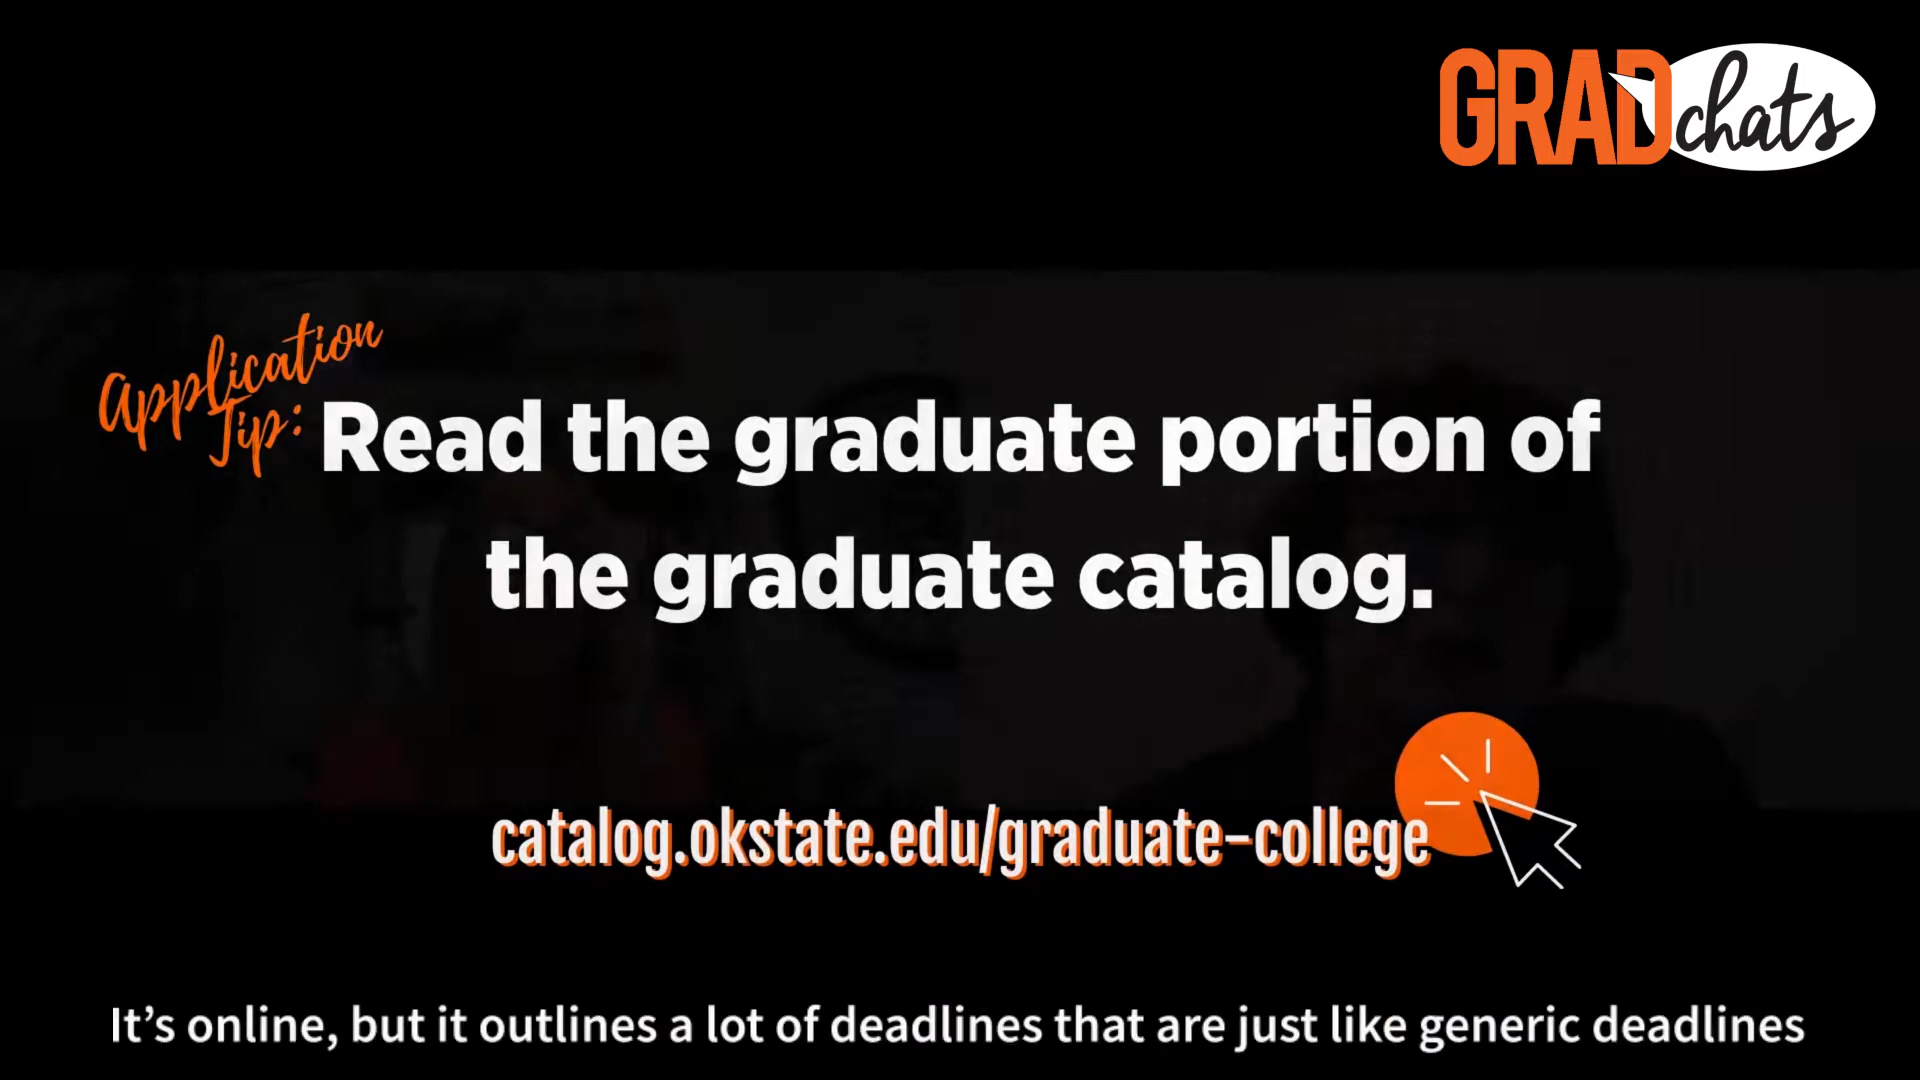 GRAD chats
Application
Tip:
Read the graduate portion of
the graduate catalog.
catalog.okstate.edu/graduate-college
It's online, but it outlines a lot of deadlines that are just like generic deadlines